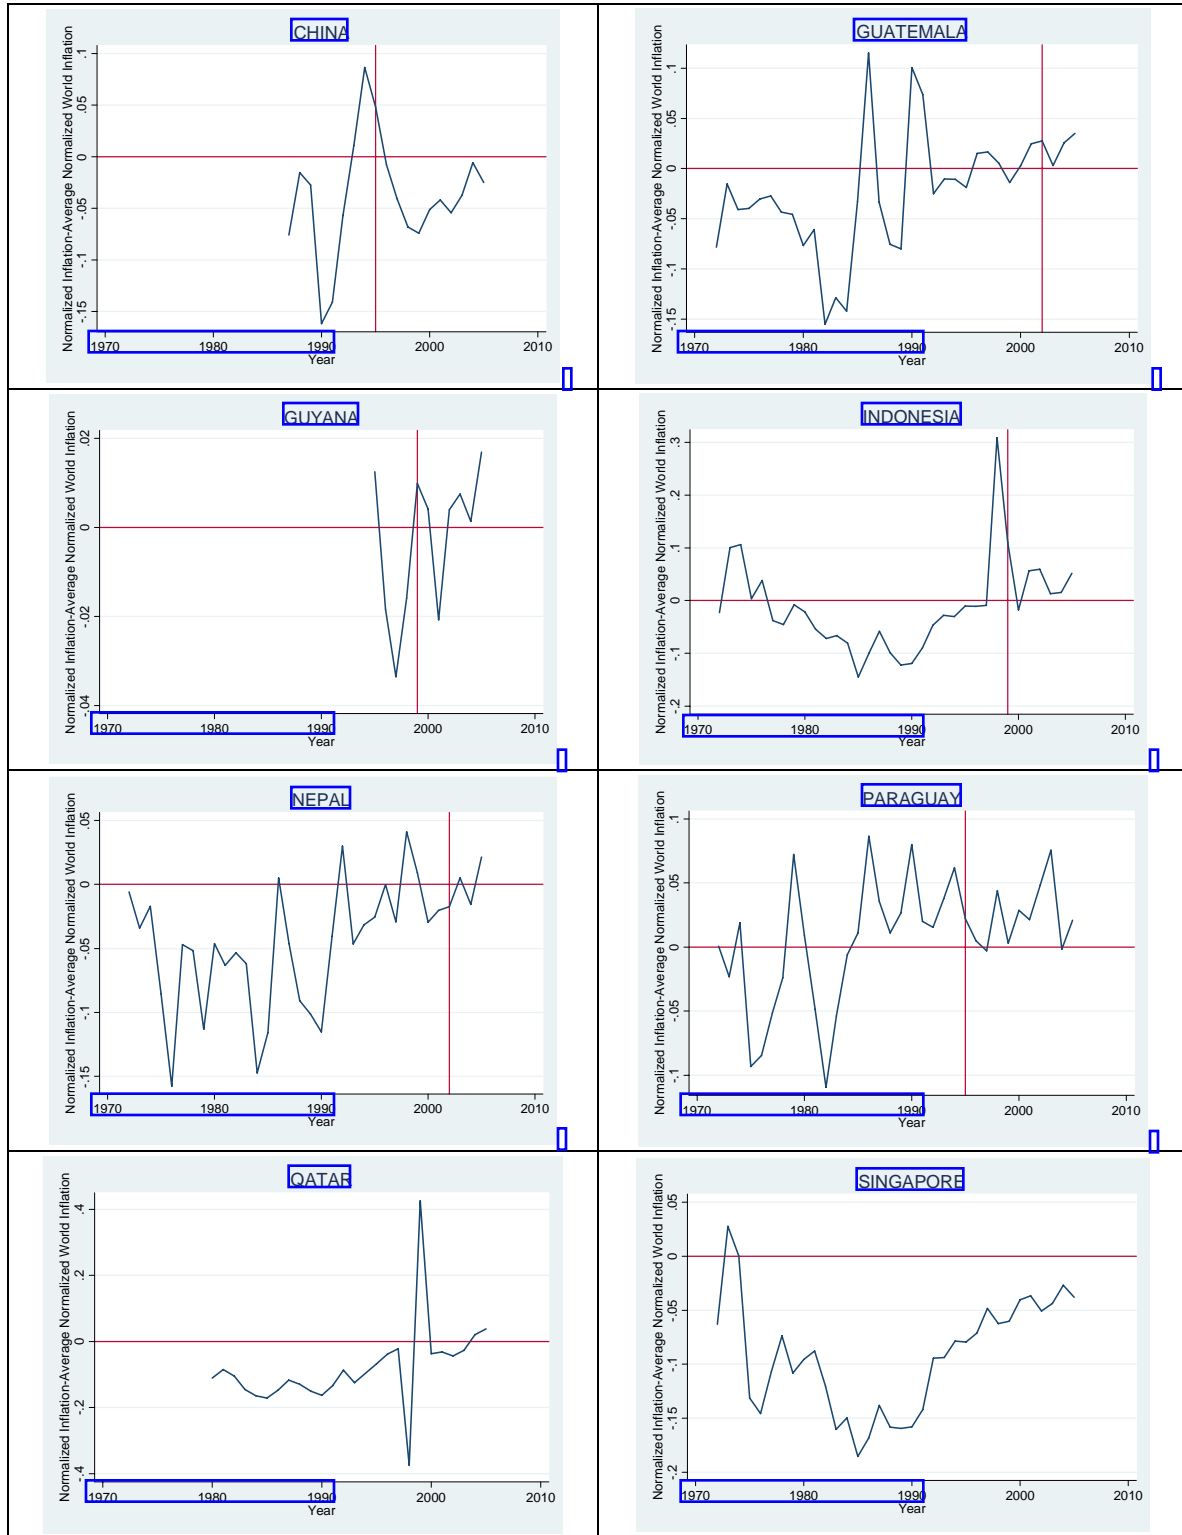 CHINA
Normalized Inflation-Average Normalized World Inflation
.1
.05
0
-.05
-.1
-.15
1970 1980 1990 2000 2010
Year
GUATEMALA
Normalized Inflation-Average Normalized World Inflation
.1
.05
0
-.05
-.1
-.15
1970 1980 1990 2000 2010
Year
GUYANA
Normalized Inflation-Average Normalized World Inflation
.02
0
-.02
-.04
1970 1980 1990 2000 2010
Year
INDONESIA
Normalized Inflation-Average Normalized World Inflation
.3
.2
.1
0
-.1
-.2
1970 1980 1990 2000 2010
Year
NEPAL
Normalized Inflation-Average Normalized World Inflation
.05
0
-.05
-.1
-.15
1970 1980 1990 2000 2010
Year
PARAGUAY
Normalized Inflation-Average Normalized World Inflation
.1
.05
0
-.05
-.1
1970 1980 1990 2000 2010
Year
QATAR
Normalized Inflation-Average Normalized World Inflation
.4
.2
0
-.2
-.4
1970 1980 1990 2000 2010
Year
SINGAPORE
Normalized Inflation-Average Normalized World Inflation
.05
0
-.05
-.1
-.15
-.2
1970 1980 1990 2000 2010
Year